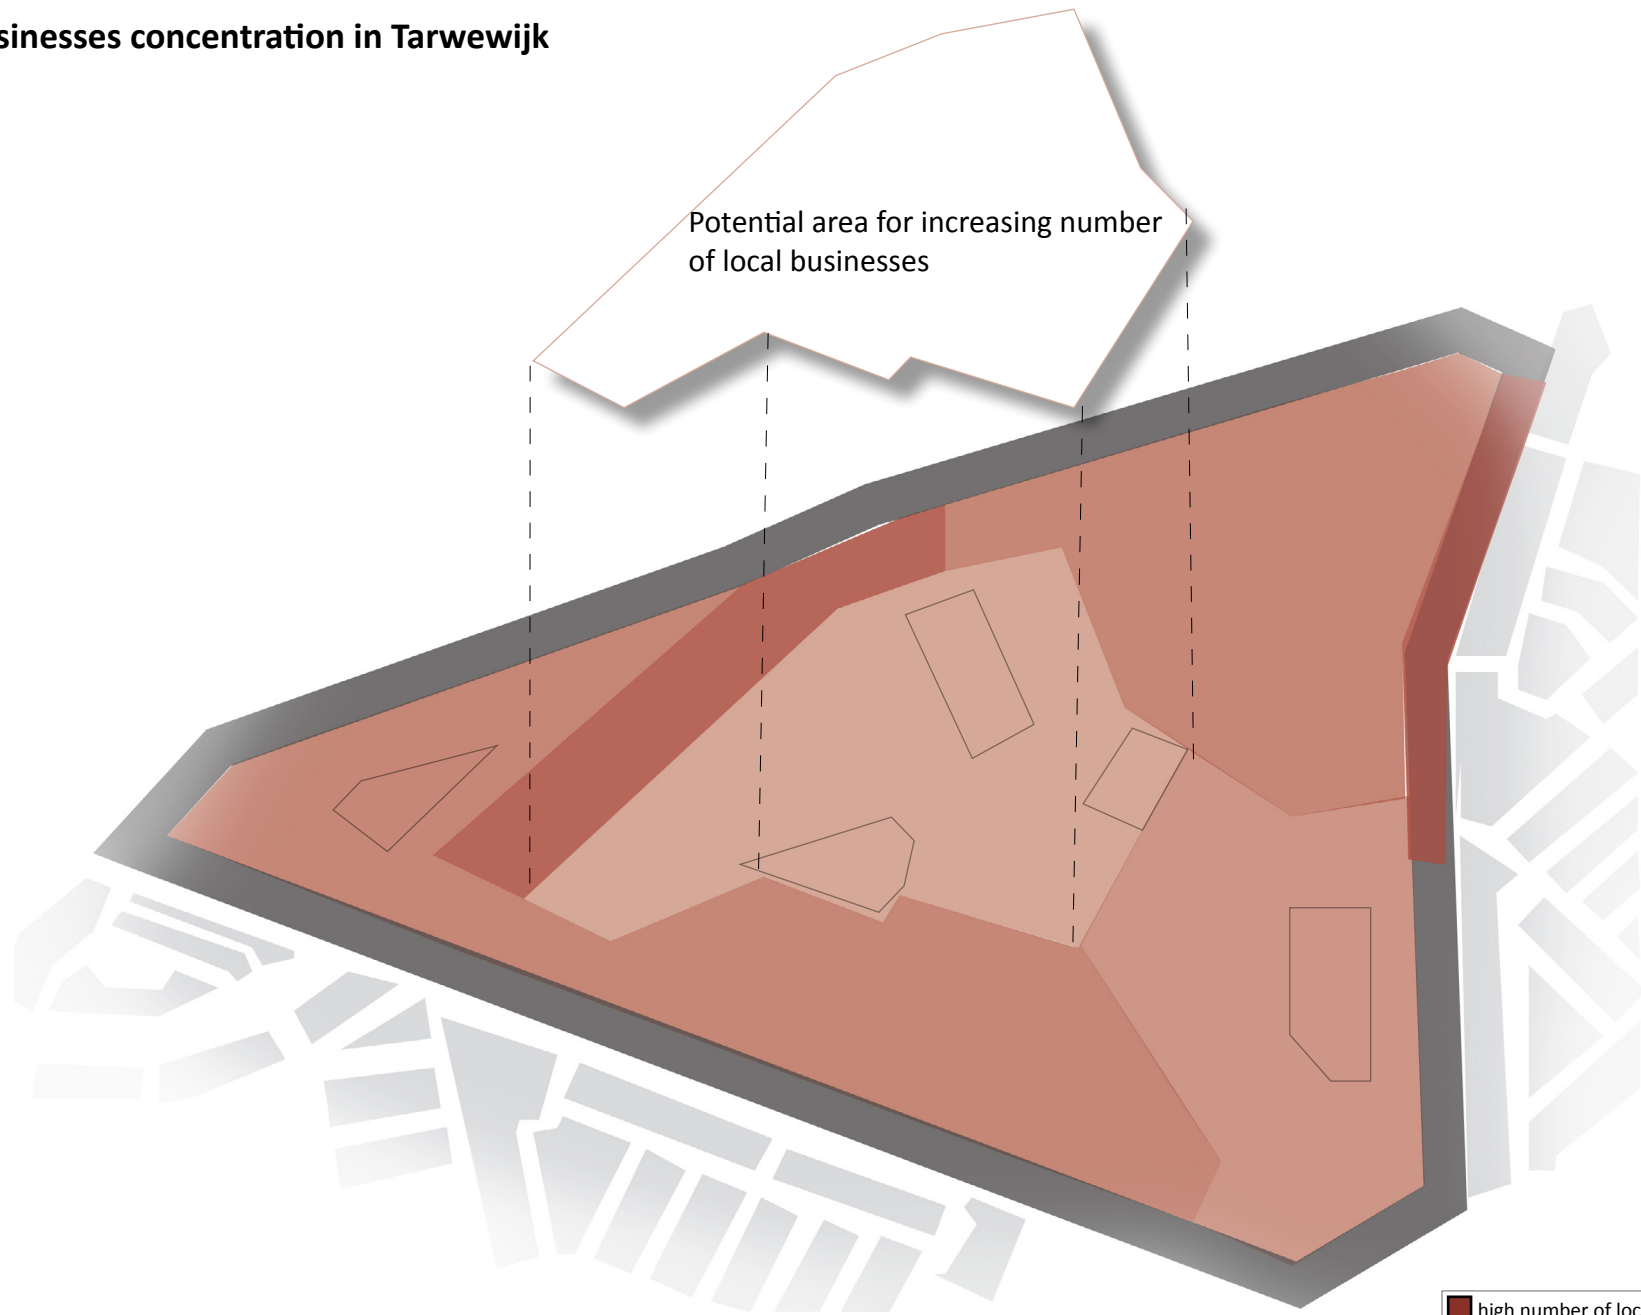 sinesses concentration in Tarwewijk
Potential area for increasing number
of local businesses
high number of loc